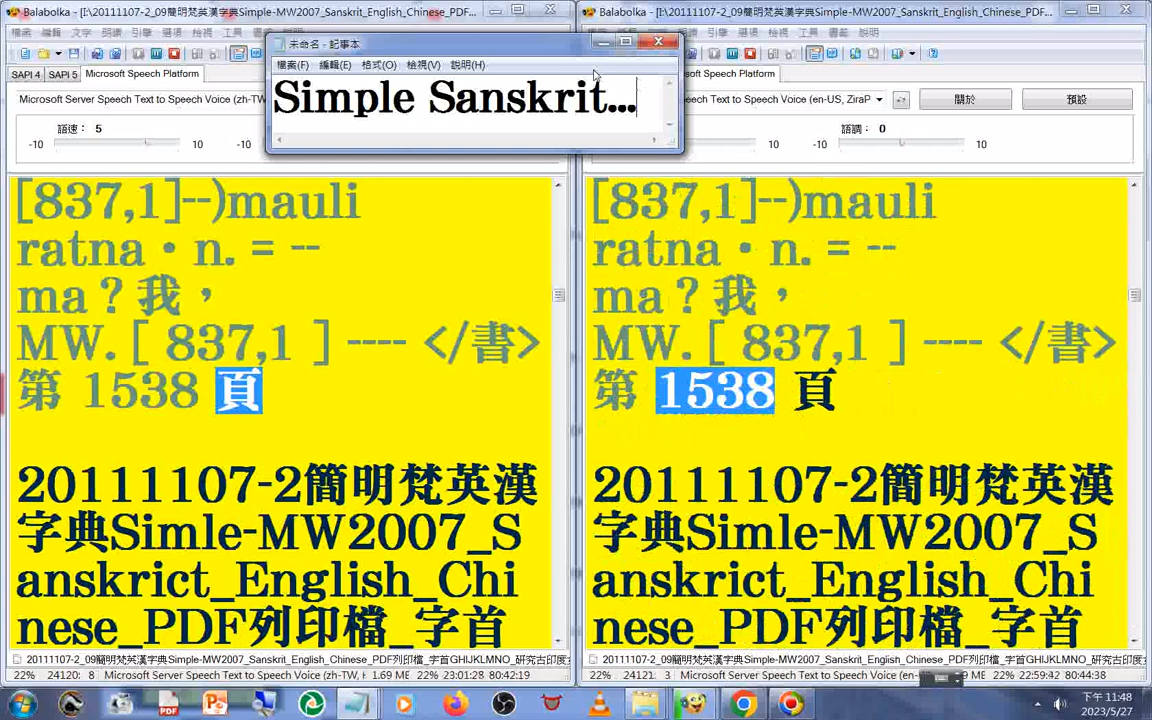 Balabolka - [I:\20111107-2_09簡明梵英漢字典Simple-MW2007_Sanskrit_English_Chinese_PDF...
Balabolka - [I:\20111107-2_09簡明梵英漢字典Simple-MW2007_Sanskrit_English_Chinese_PDF...
檔案 編輯 文字 朗讀 引擎 選項
說明
未命名 - 記事本
檔案(F) 編輯(E) 格式(O) 檢視(V) 說明(H)
Simple Sanskrit...
SAPI 4 SAPI 5 Microsoft Speech Platform
Speech Platform
Microsoft Server Speech Text to Speech Voice (zh-TW
ech Text to Speech Voice (en-US, ZiraP
關於
預設
語速： 5
-10 10 -10
語調： 0
10 -10 10
[837,1]--)mauli
ratna‧n. = --
ma？我，
MW.［ 837,1 ］---- </書>
第 1538 頁
20111107-2簡明梵英漢
字典Simle-MW2007_S
anskrict_English_Chi
nese_PDF列印檔_字首
[837,1]--)mauli
ratna‧n. = --
ma？我，
MW.［ 837,1 ］---- </書>
第 1538 頁
20111107-2簡明梵英漢
字典Simle-MW2007_S
anskrict_English_Chi
nese_PDF列印檔_字首
20111107-2_09簡明梵英漢字典Simple-MW2007_Sanskrit_English_Chinese_PDF列印檔_字首GHIJKLMNO_研究古印度
20111107-2_09簡明梵英漢字典Simple-MW2007_Sanskrit_English_Chinese_PDF列印檔_字首GHIJKLMNO_研究古印度
22% 24120: 8 Microsoft Server Speech Text to Speech Voice (zh-TW, 1.69 ME 22% 23:01:28 80:42:19
22% 24121: 3 Microsoft Server Speech Text to Speech Voice ME 22% 22:59:42 80:44:38
下午 11:48
2023/5/27